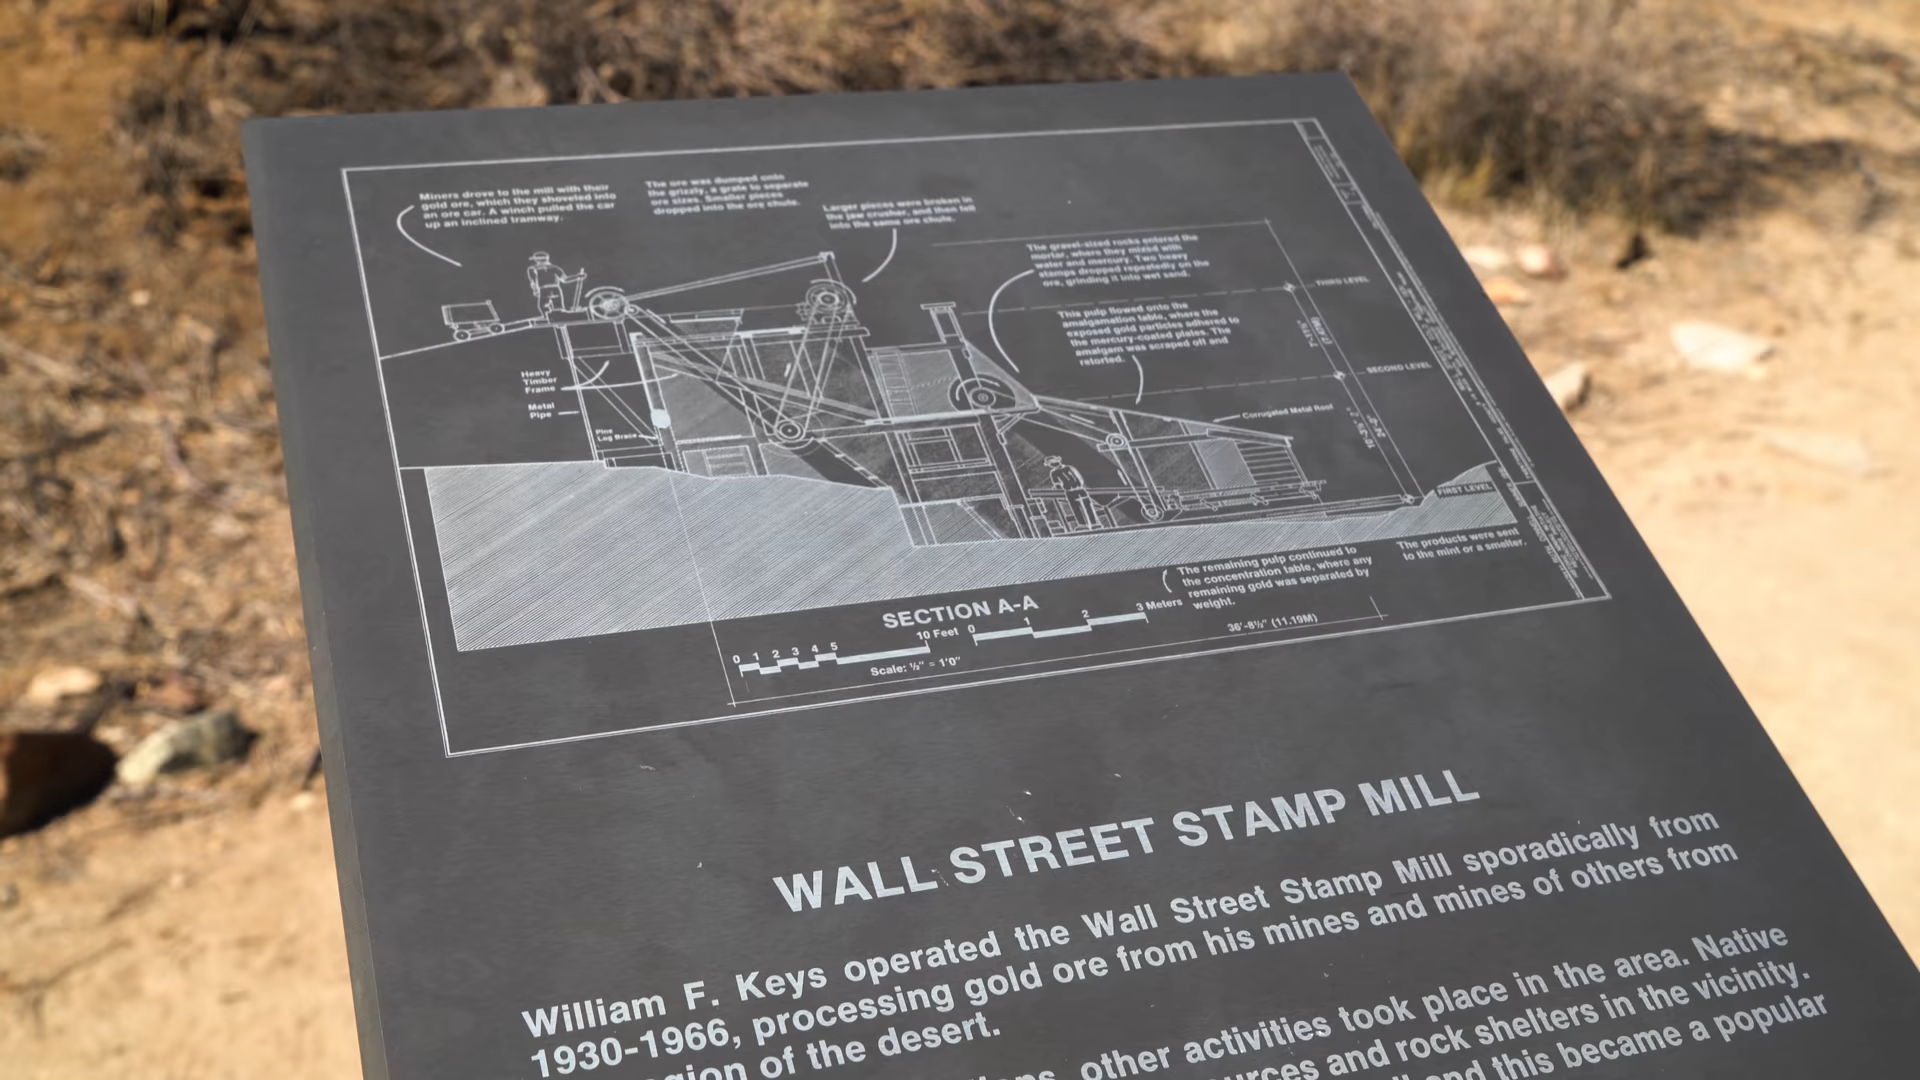 Miners drove to the mill with their
gold ore, which they shoveled into
an ore car. A winch pulled the car
up an inclined tramway.
The ore was dumped onto
the grizzly, a grate to separate
ore sizes. Smaller pieces
dropped into the ore chute.
Larger pieces were broken in
the jaw crusher, and then fell
into the same ore chute.
The gravel-sized rocks entered the
mortar, where they mixed with
water and mercury. Two heavy
stamps dropped repeatedly on the
ore, grinding it into wet sand.
This pulp flowed onto the
amalgamation table, where the
exposed gold particles adhered to
the mercury-coated plates. The
amalgam was scraped off and
retorted.
THIRD LEVEL
SECOND LEVEL
FIRST LEVEL
Heavy
Timber
Frame
Metal
Pipe
Pine
Log Brace
Corrugated Metal Roof
The products were sent
to the mint or a smelter.
The remaining pulp continued to
the concentration table, where any
remaining gold was separated by
weight.
SECTION A-A
0 1 2 3 4 5 10 Feet
0 1 2 3 Meters
Scale: ½" = 1'0"
36'-8½" (11.19M)
WALL STREET STAMP MILL
William F. Keys operated the Wall Street Stamp Mill sporadically from
1930-1966, processing gold ore from his mines and mines of others from
of the desert.
other activities took place in the area. Native
and rock shelters in the vicinity.
and this became a popular